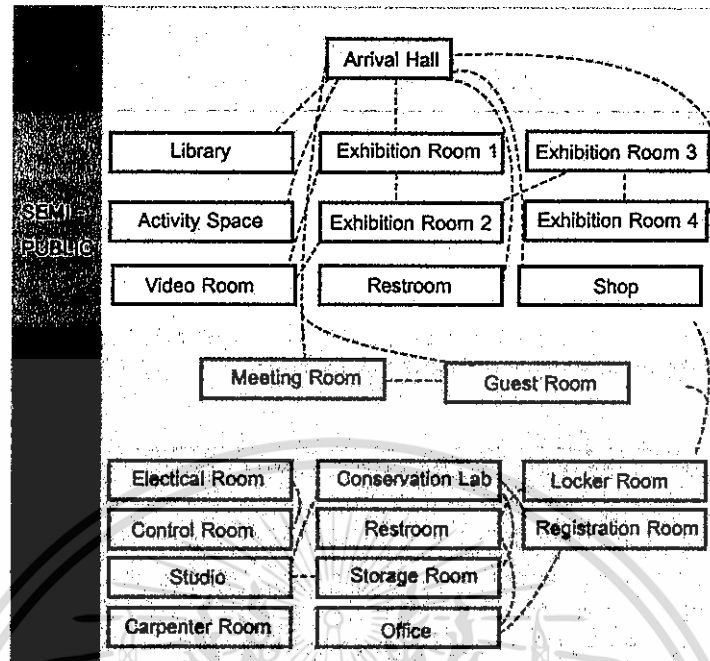 Arrival Hall
Library
Exhibition Room 1
Exhibition Room 3
SEMI-
PUBLIC
Activity Space
Exhibition Room 2
Exhibition Room 4
Video Room
Restroom
Shop
Meeting Room
Guest Room
Electical Room
Conservation Lab
Locker Room
Control Room
Restroom
Registration Room
Studio
Storage Room
Carpenter Room
Office